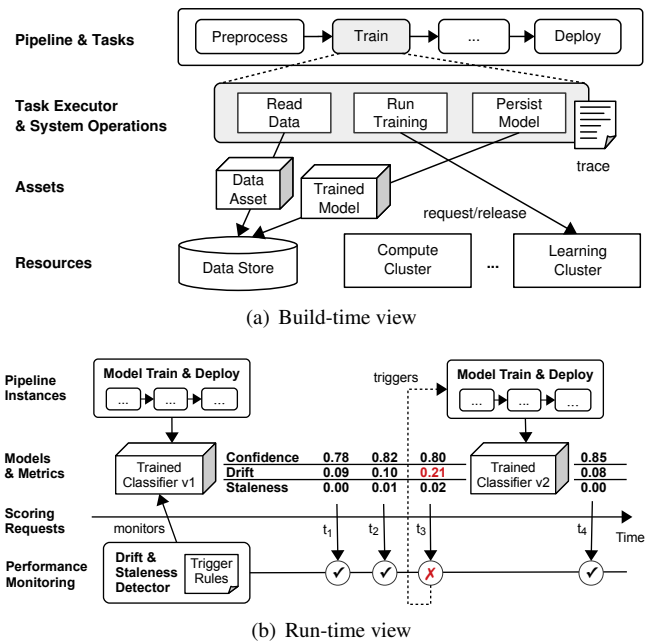 Pipeline & Tasks
Preprocess
Train
...
Deploy
Task Executor
& System Operations
Read
Data
Run
Training
Persist
Model
trace
Assets
Data
Asset
Trained
Model
request/release
Resources
Data Store
Compute
Cluster
...
Learning
Cluster
(a) Build-time view
Pipeline
Instances
Model Train & Deploy
... ... ...
triggers
Model Train & Deploy
... ... ...
Models
& Metrics
Trained
Classifier v1
Confidence 0.78 0.82 0.80
Drift 0.09 0.10 0.21
Staleness 0.00 0.01 0.02
Trained
Classifier v2
0.85
0.08
0.00
Scoring
Requests
monitors
t1 t2 t3 t4
Time
Performance
Monitoring
Drift &
Staleness
Detector
Trigger
Rules
✓ ✓ ✗ ✓
(b) Run-time view